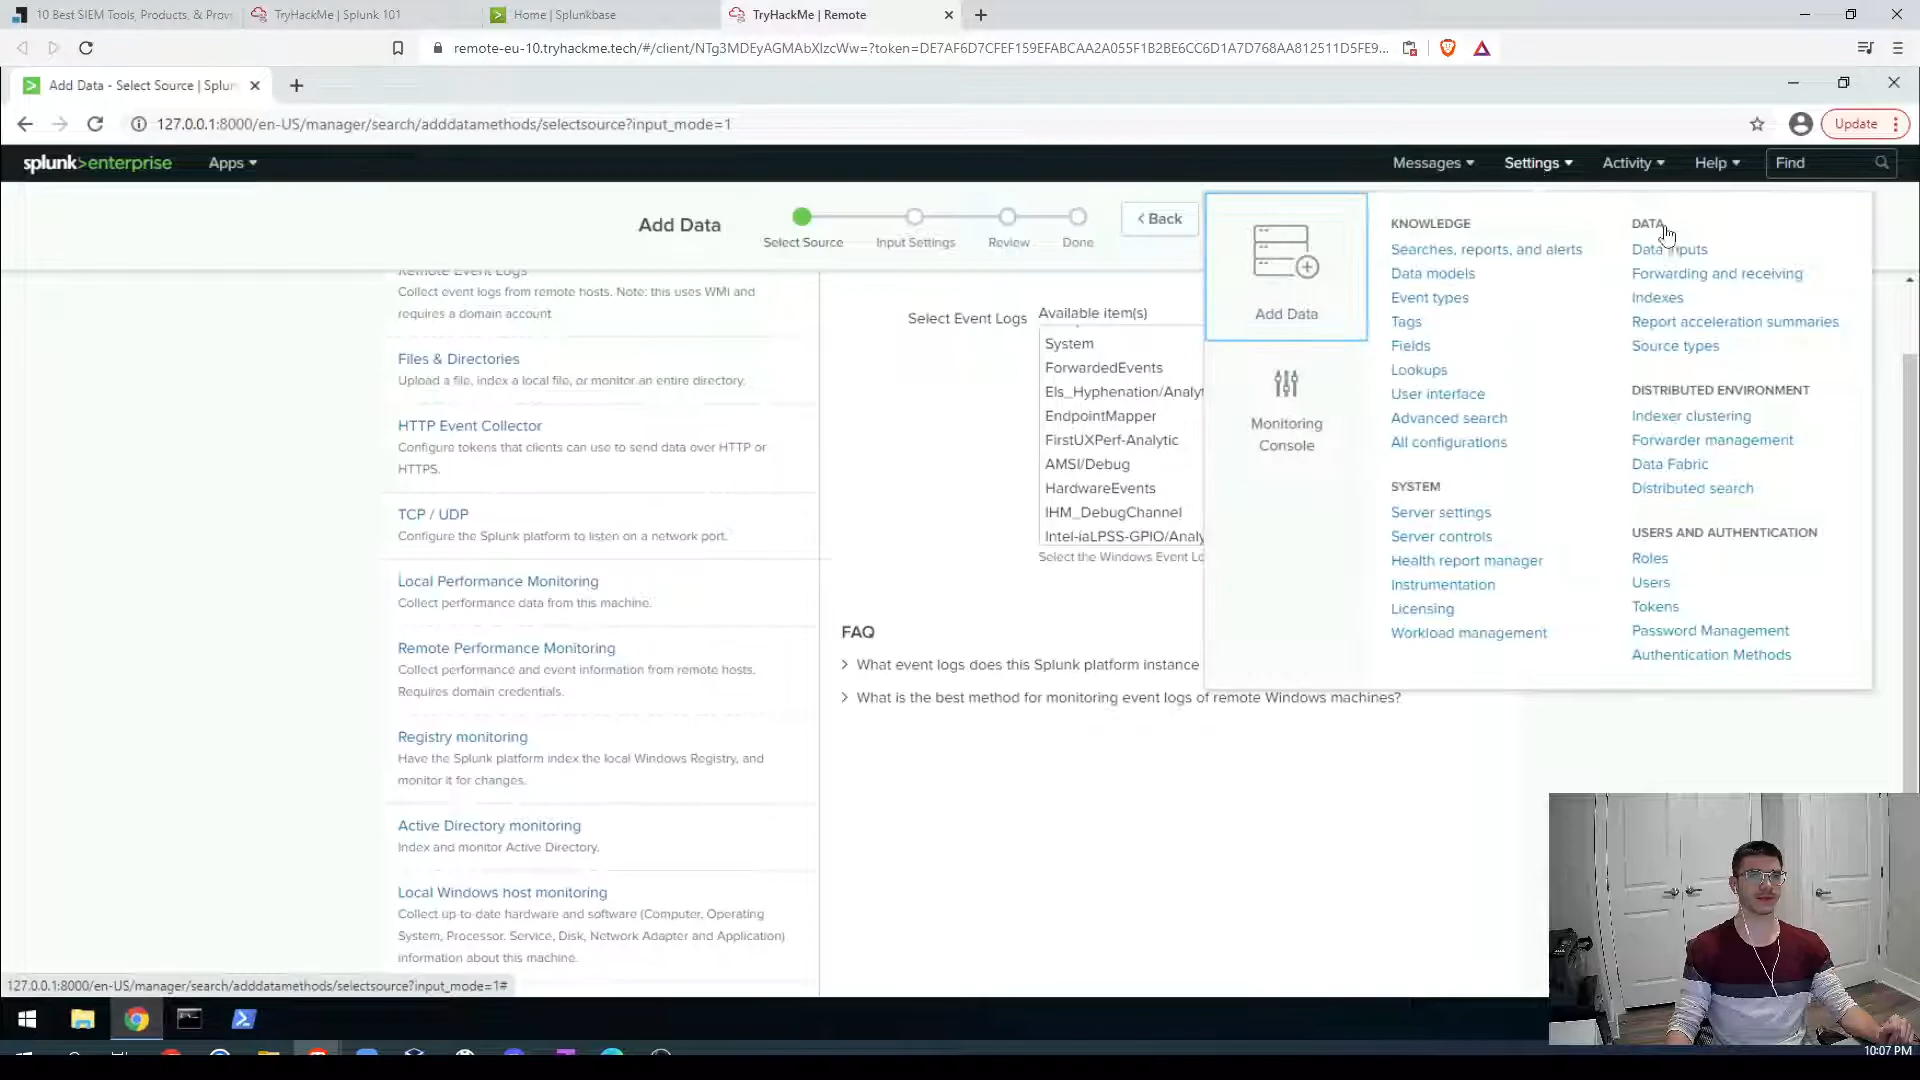 10 Best SIEM Tools, Products, & Prov
TryHackMe | Splunk 101
Home | Splunkbase
TryHackMe | Remote
remote-eu-10.tryhackme.tech/#/client/NTg3MDEyAGMAbXlzcWw=?token=DE7AF6D7CFEF159EFABCAA2A055F1B2BE6CC6D1A7D768AA812511D5FE9...
Add Data - Select Source | Splun
127.0.0.1:8000/en-US/manager/search/adddatamethods/selectsource?input_mode=1
Update
splunk>enterprise
Apps
Messages
Settings
Activity
Help
Find
Add Data
Select Source
Input Settings
Review
Done
< Back
Remote Event Logs
Collect event logs from remote hosts. Note: this uses WMI and
requires a domain account
Files & Directories
Upload a file, index a local file, or monitor an entire directory.
HTTP Event Collector
Configure tokens that clients can use to send data over HTTP or
HTTPS.
TCP / UDP
Configure the Splunk platform to listen on a network port.
Local Performance Monitoring
Collect performance data from this machine.
Remote Performance Monitoring
Collect performance and event information from remote hosts.
Requires domain credentials.
Registry monitoring
Have the Splunk platform index the local Windows Registry, and
monitor it for changes.
Active Directory monitoring
Index and monitor Active Directory.
Local Windows host monitoring
Collect up-to-date hardware and software (Computer, Operating
System, Processor, Service, Disk, Network Adapter and Application)
information about this machine.
Select Event Logs
Available item(s)
System
ForwardedEvents
Els_Hyphenation/Analyt
EndpointMapper
FirstUXPerf-Analytic
AMSI/Debug
HardwareEvents
IHM_DebugChannel
Intel-iaLPSS-GPIO/Analy
Select the Windows Event Lo
FAQ
What event logs does this Splunk platform instance
What is the best method for monitoring event logs of remote Windows machines?
Add Data
Monitoring
Console
KNOWLEDGE
Searches, reports, and alerts
Data models
Event types
Tags
Fields
Lookups
User interface
Advanced search
All configurations
SYSTEM
Server settings
Server controls
Health report manager
Instrumentation
Licensing
Workload management
DATA
Data inputs
Forwarding and receiving
Indexes
Report acceleration summaries
Source types
DISTRIBUTED ENVIRONMENT
Indexer clustering
Forwarder management
Data Fabric
Distributed search
USERS AND AUTHENTICATION
Roles
Users
Tokens
Password Management
Authentication Methods
127.0.0.1:8000/en-US/manager/search/adddatamethods/selectsource?input_mode=1#
10:07 PM